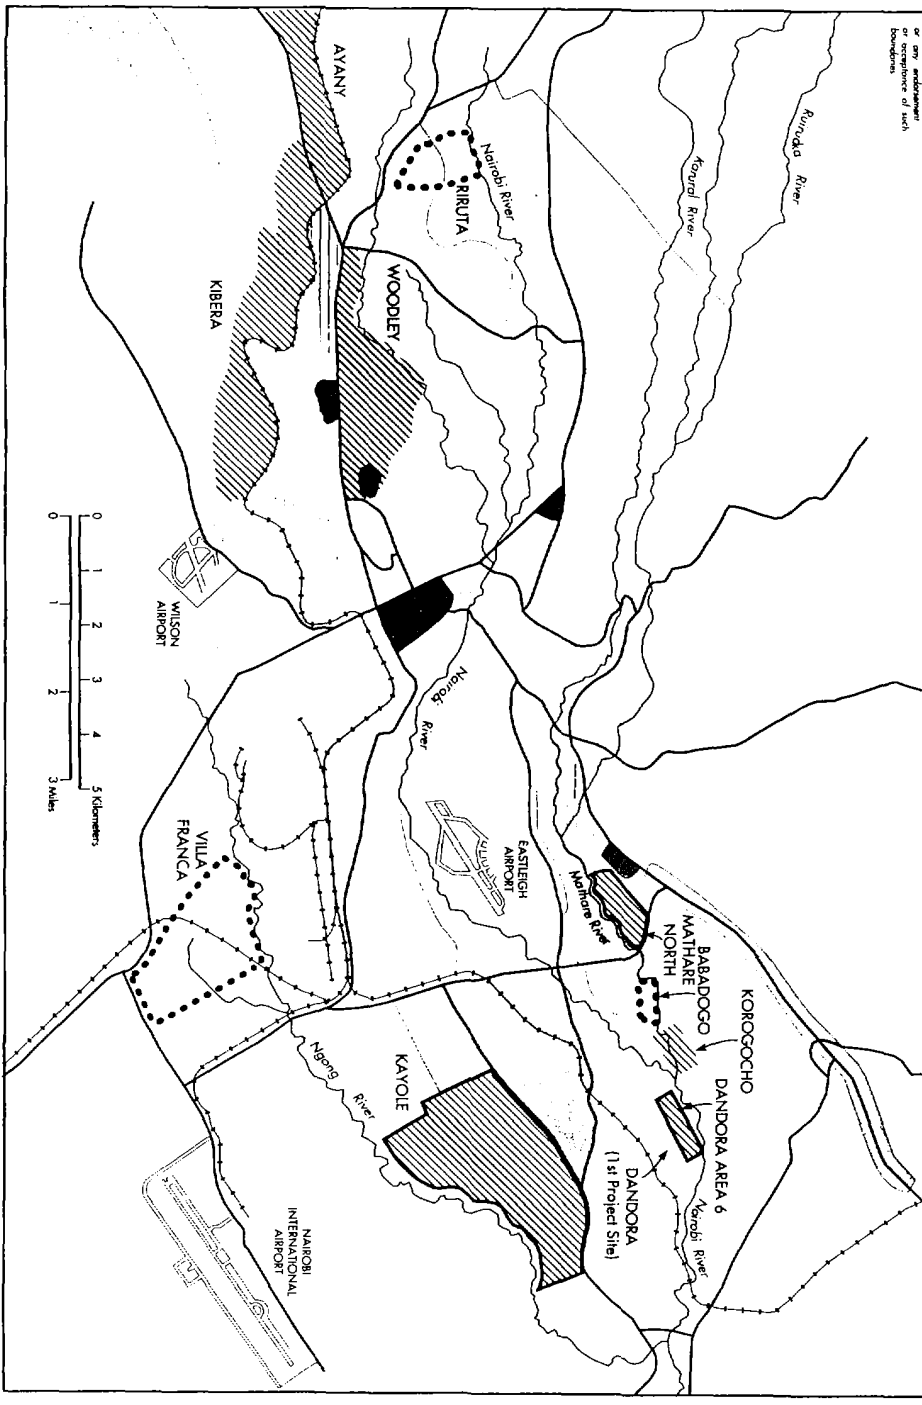 or any endorsement
or acceptance of such
boundaries
Ruiruaka River
Karurai River
Nairobi River
RIRUTA
AYANY
WOODLEY
KIBERA
Nairobi
River
EASTLEIGH
AIRPORT
Mathare River
MATHARE
NORTH
BABADOGO
KOROGOCHO
DANDORA AREA 6
DANDORA
(1st Project Site)
Nairobi River
KAYOLE
Ngong
River
VILLA
FRANCA
WILSON
AIRPORT
NAIROBI
INTERNATIONAL
AIRPORT
0 1 2 3 4 5 Kilometers
0 1 2 3 Miles